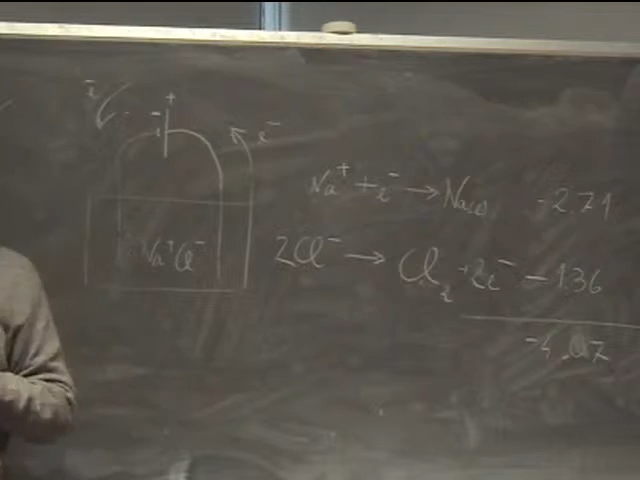 e⁻
+
-
e⁻
Na⁺Cl⁻
Na⁺ + e⁻ → Na(s) -2.71
2Cl⁻ → Cl₂ + 2e⁻ -1.36
-4.07